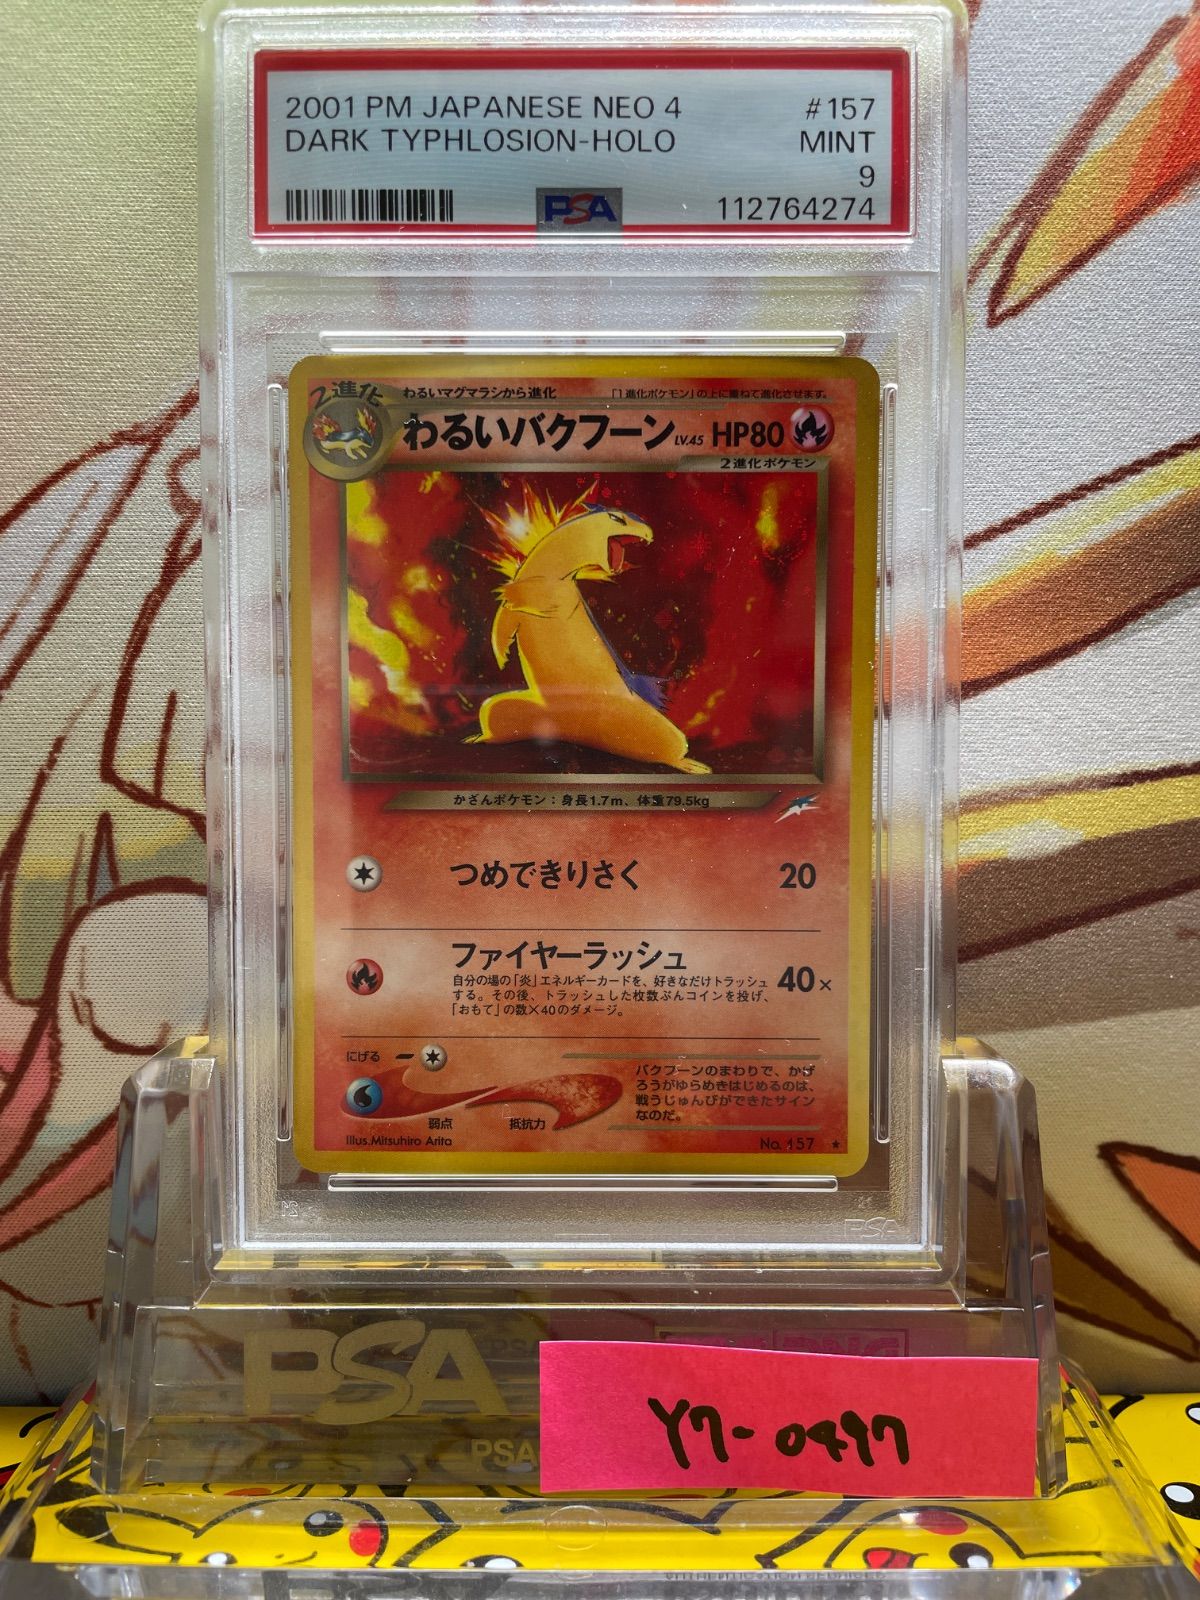 2001 PM JAPANESE NEO 4 #157
DARK TYPHLOSION-HOLO MINT
9
PSA 112764274
2進化
わるいマグマラシから進化 「1進化ポケモン」の上に重ねて進化させます。
わるいバクフーン LV.45 HP80
2進化ポケモン
かざんポケモン：身長1.7m、体重79.5kg
つめできりさく 20
ファイヤーラッシュ
自分の場の「炎」エネルギーカードを、好きなだけトラッシュ
する。その後、トラッシュした枚数ぶんコインを投げ、
「おもて」の数×40のダメージ。
40×
にげる
弱点 抵抗力
バクフーンのまわりで、かげ
ろうがゆらめきはじめるのは、
戦うじゅんびができたサイン
なのだ。
Illus.Mitsuhiro Arita No. 157 ★
PSA
PSA
PSA
Y7-0497